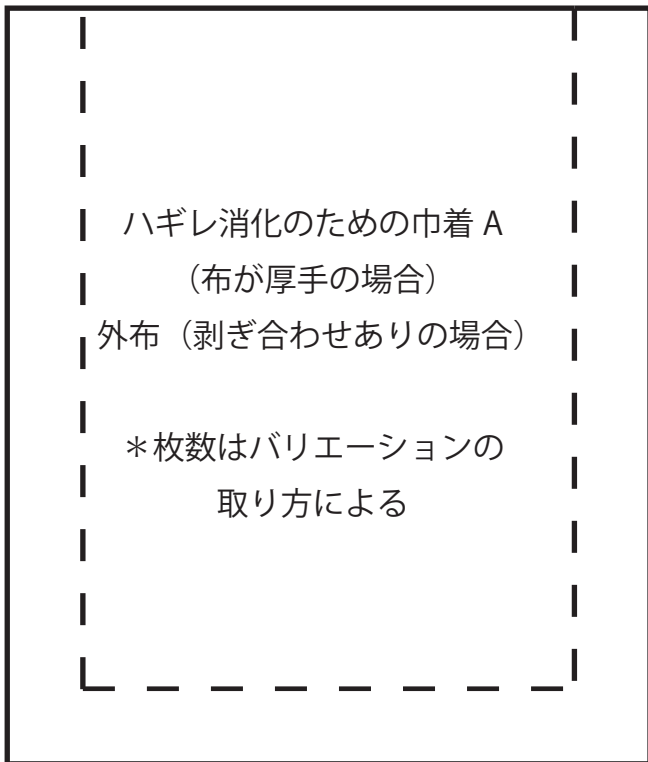 ハギレ消化のための巾着 A
（布が厚手の場合）
外布（剥ぎ合わせありの場合）
＊枚数はバリエーションの
取り方による